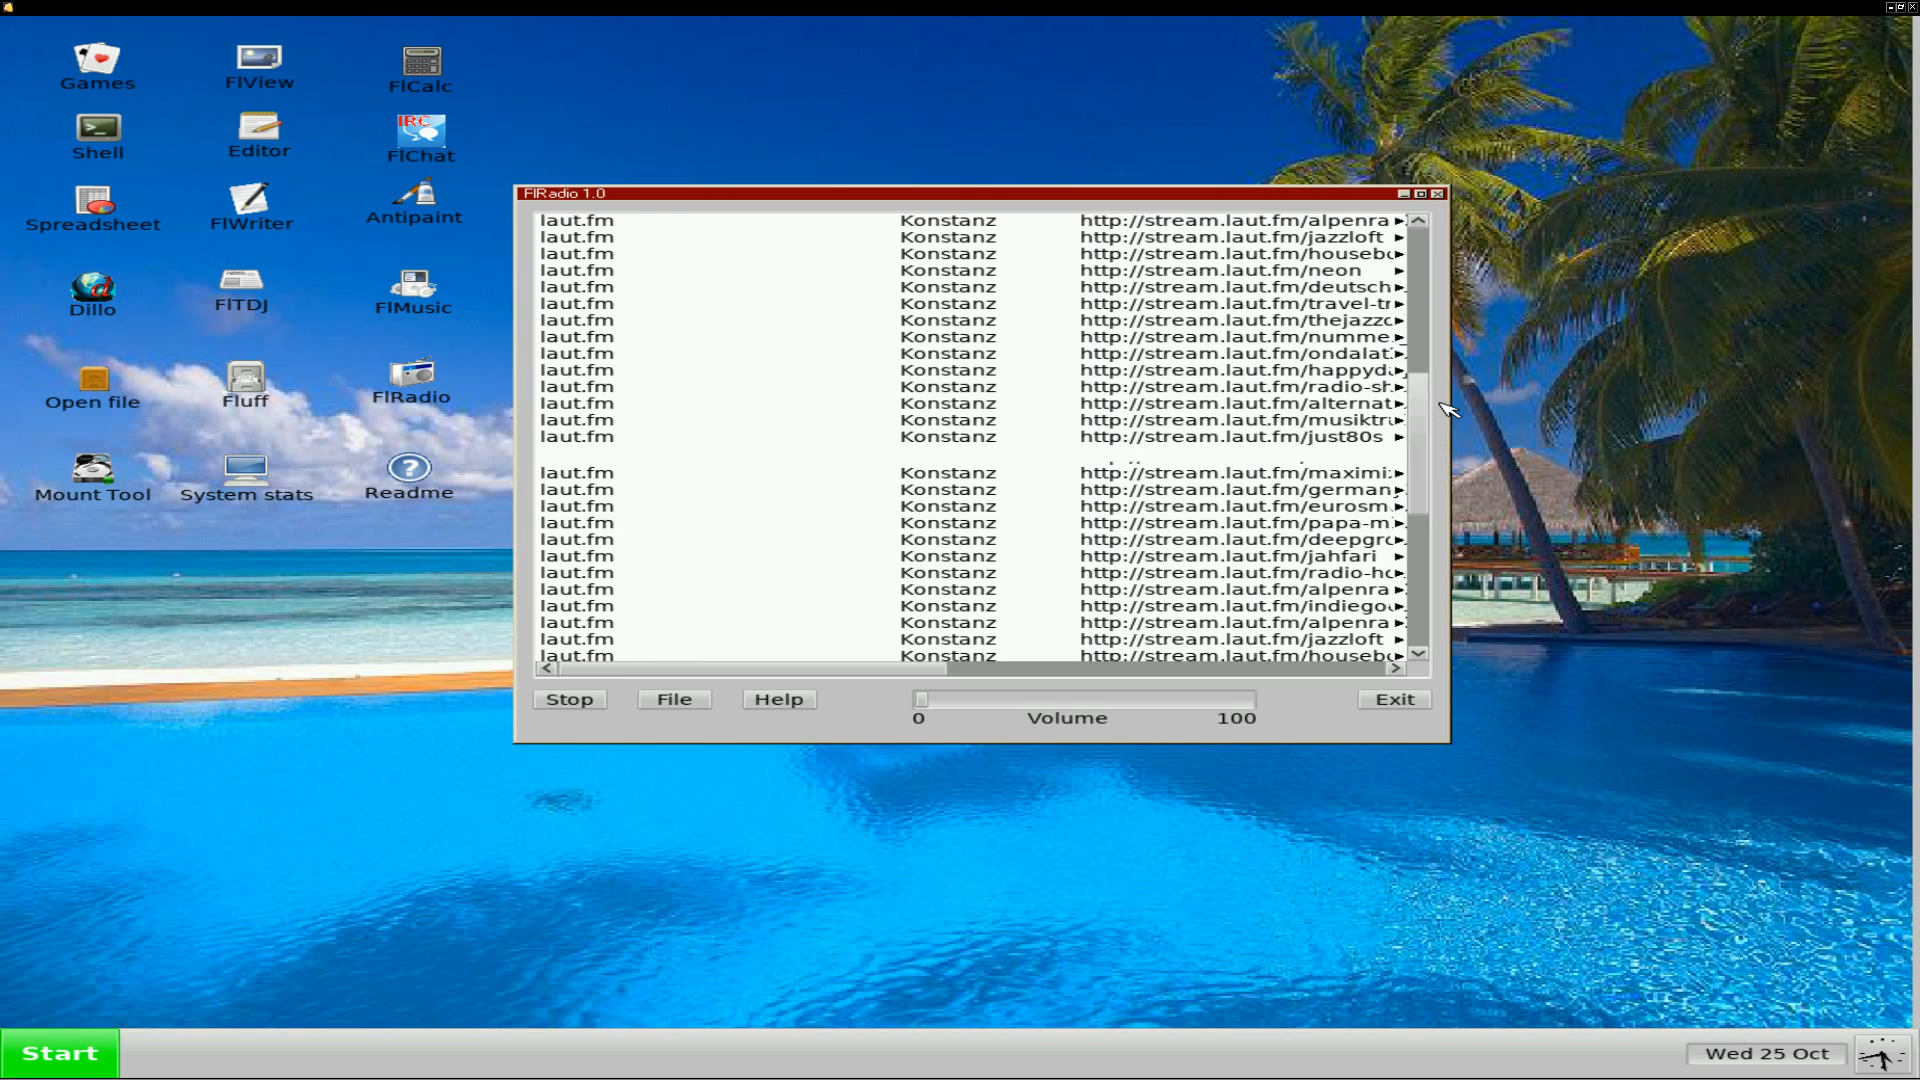 Games
FlView
FlCalc
Shell
Editor
IRC
FlChat
Spreadsheet
FlWriter
Antipaint
Dillo
FlTDJ
FlMusic
Open file
Fluff
FlRadio
Mount Tool
System stats
Readme
FlRadio 1.0
laut.fm Konstanz http://stream.laut.fm/alpenra
laut.fm Konstanz http://stream.laut.fm/jazzloft
laut.fm Konstanz http://stream.laut.fm/housebo
laut.fm Konstanz http://stream.laut.fm/neon
laut.fm Konstanz http://stream.laut.fm/deutsch
laut.fm Konstanz http://stream.laut.fm/travel-tr
laut.fm Konstanz http://stream.laut.fm/thejazzo
laut.fm Konstanz http://stream.laut.fm/numme
laut.fm Konstanz http://stream.laut.fm/ondalat
laut.fm Konstanz http://stream.laut.fm/happyd
laut.fm Konstanz http://stream.laut.fm/radio-sh
laut.fm Konstanz http://stream.laut.fm/alternat
laut.fm Konstanz http://stream.laut.fm/musiktru
laut.fm Konstanz http://stream.laut.fm/just80s
laut.fm Konstanz http://stream.laut.fm/maximi
laut.fm Konstanz http://stream.laut.fm/german
laut.fm Konstanz http://stream.laut.fm/eurosm
laut.fm Konstanz http://stream.laut.fm/papa-m
laut.fm Konstanz http://stream.laut.fm/deepgro
laut.fm Konstanz http://stream.laut.fm/jahfari
laut.fm Konstanz http://stream.laut.fm/radio-ho
laut.fm Konstanz http://stream.laut.fm/alpenra
laut.fm Konstanz http://stream.laut.fm/indiego
laut.fm Konstanz http://stream.laut.fm/alpenra
laut.fm Konstanz http://stream.laut.fm/jazzloft
laut.fm Konstanz http://stream.laut.fm/housebo
Stop File Help Exit
0 Volume 100
Start
Wed 25 Oct